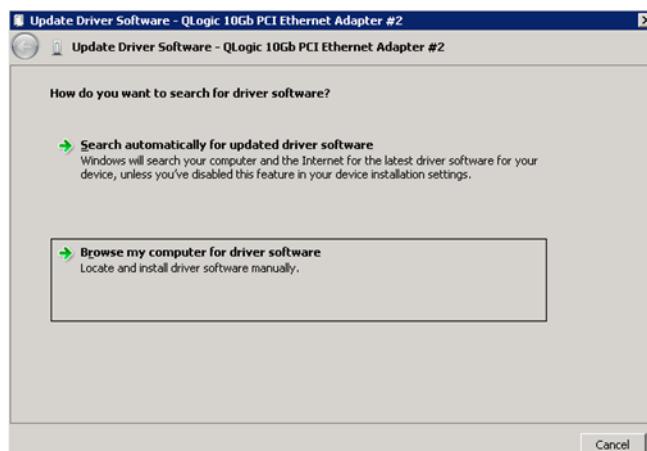 Update Driver Software - QLogic 10Gb PCI Ethernet Adapter #2
Update Driver Software - QLogic 10Gb PCI Ethernet Adapter #2
How do you want to search for driver software?
Search automatically for updated driver software
Windows will search your computer and the Internet for the latest driver software for your
device, unless you've disabled this feature in your device installation settings.
Browse my computer for driver software
Locate and install driver software manually.
Cancel